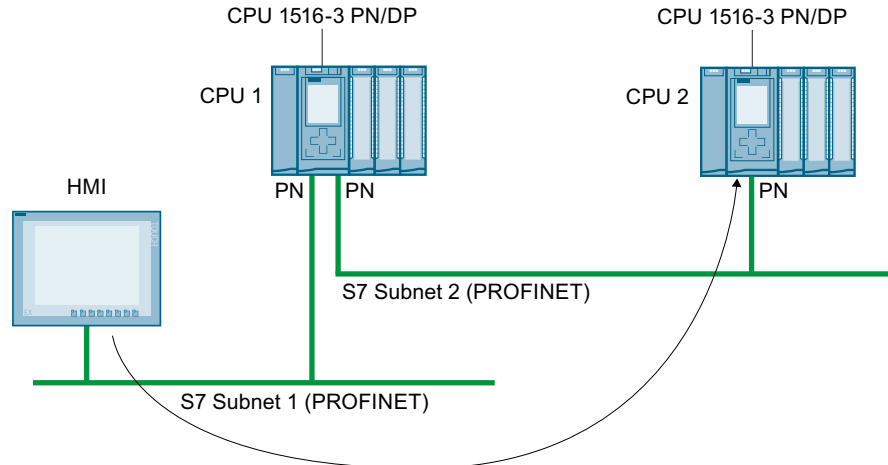 CPU 1516-3 PN/DP
CPU 1516-3 PN/DP
CPU 1
CPU 2
HMI
PN
PN
PN
S7 Subnet 2 (PROFINET)
S7 Subnet 1 (PROFINET)